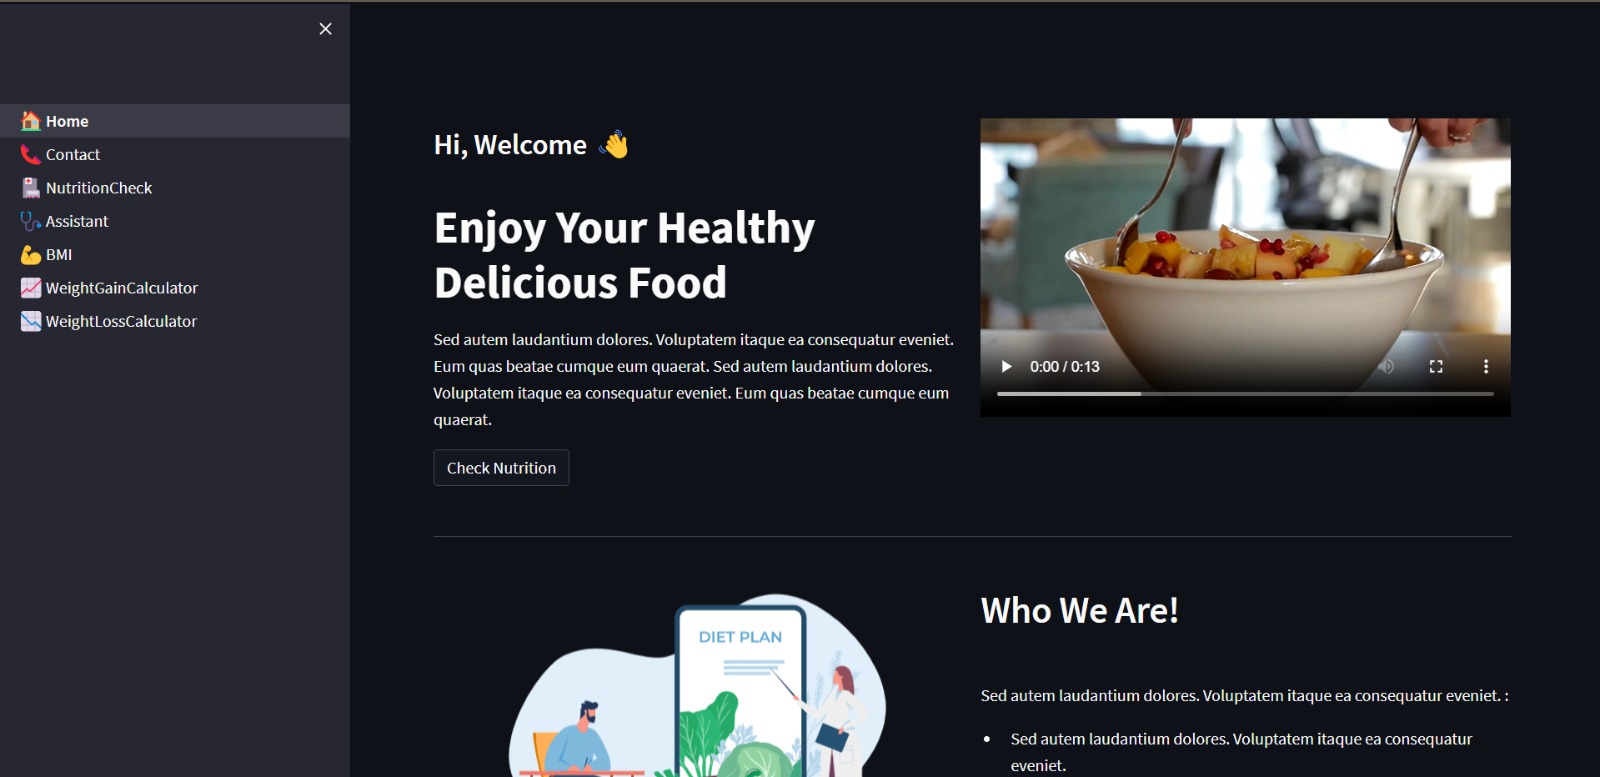 Home
Contact
NutritionCheck
Assistant
BMI
WeightGainCalculator
WeightLossCalculator
Hi, Welcome 👋
Enjoy Your Healthy
Delicious Food
Sed autem laudantium dolores. Voluptatem itaque ea consequatur eveniet.
Eum quas beatae cumque eum quaerat. Sed autem laudantium dolores.
Voluptatem itaque ea consequatur eveniet. Eum quas beatae cumque eum
quaerat.
Check Nutrition
0:00 / 0:13
DIET PLAN
Who We Are!
Sed autem laudantium dolores. Voluptatem itaque ea consequatur eveniet. :
• Sed autem laudantium dolores. Voluptatem itaque ea consequatur
eveniet.